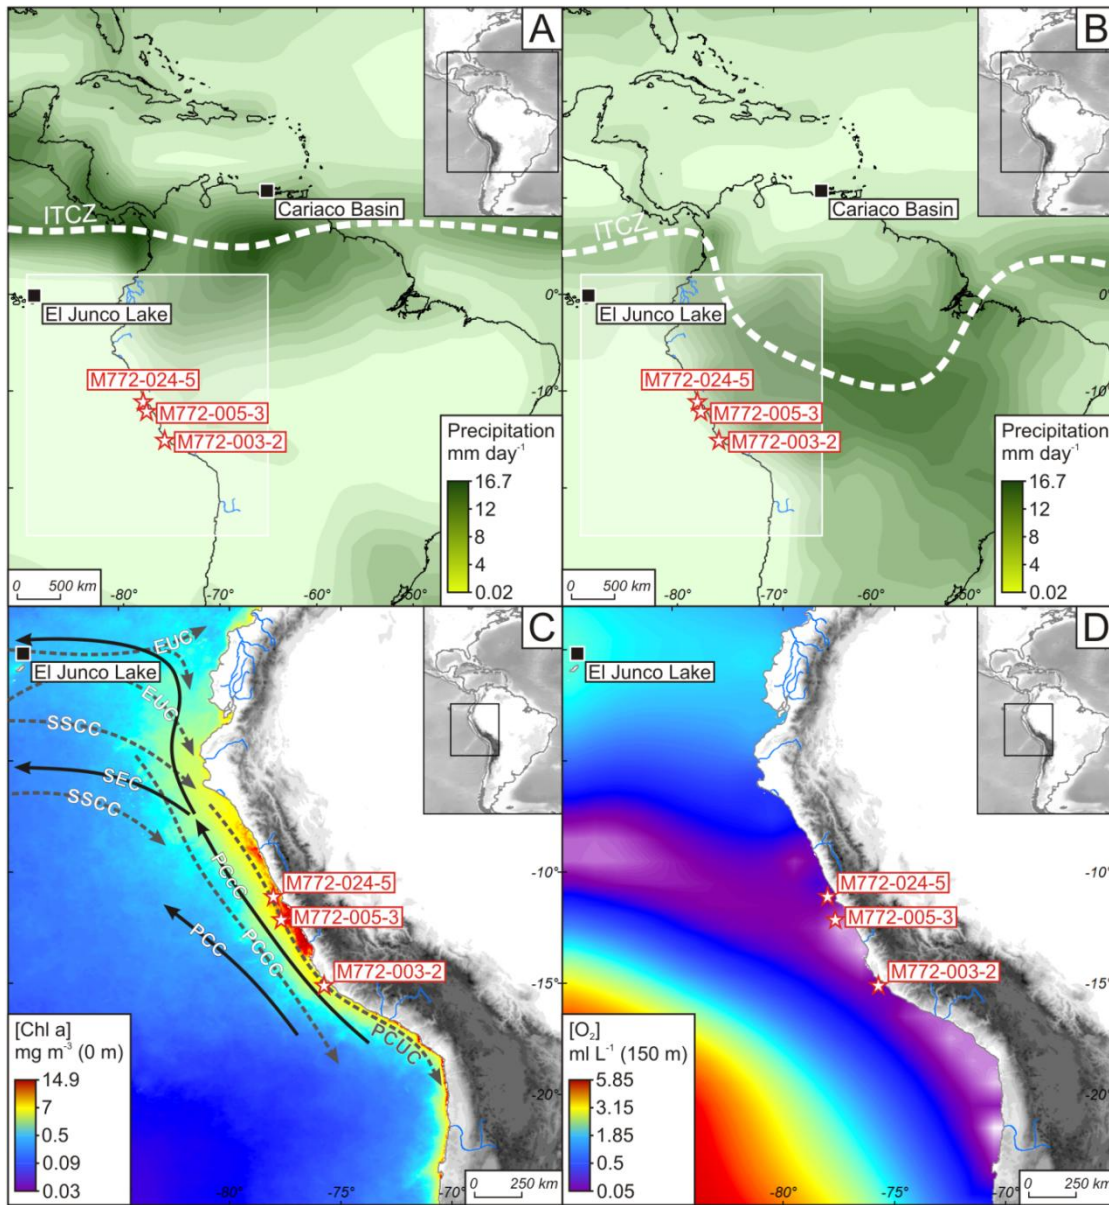 A
ITCZ
Cariaco Basin
El Junco Lake
0°
M772-024-5
-10°
M772-005-3
M772-003-2
Precipitation
mm day⁻¹
16.7
12
8
4
0.02
0 500 km
-80° -70° -60° -50°
B
ITCZ
Cariaco Basin
El Junco Lake
0°
M772-024-5
-10°
M772-005-3
M772-003-2
Precipitation
mm day⁻¹
16.7
12
8
4
0.02
0 500 km
-80° -70° -60° -50°
C
EUC
El Junco Lake
EUC
SSCC
SEC
SSCC
PCoC
PCC
PCCC
PCUC
M772-024-5
-10°
M772-005-3
M772-003-2
-15°
-20°
[Chl a]
mg m⁻³ (0 m)
14.9
7
0.5
0.09
0.03
-80° -75° -70°
0 250 km
D
El Junco Lake
M772-024-5
-10°
M772-005-3
M772-003-2
-15°
-20°
[O₂]
ml L⁻¹ (150 m)
5.85
3.15
1.85
0.5
0.05
-80° -75° -70°
0 250 km